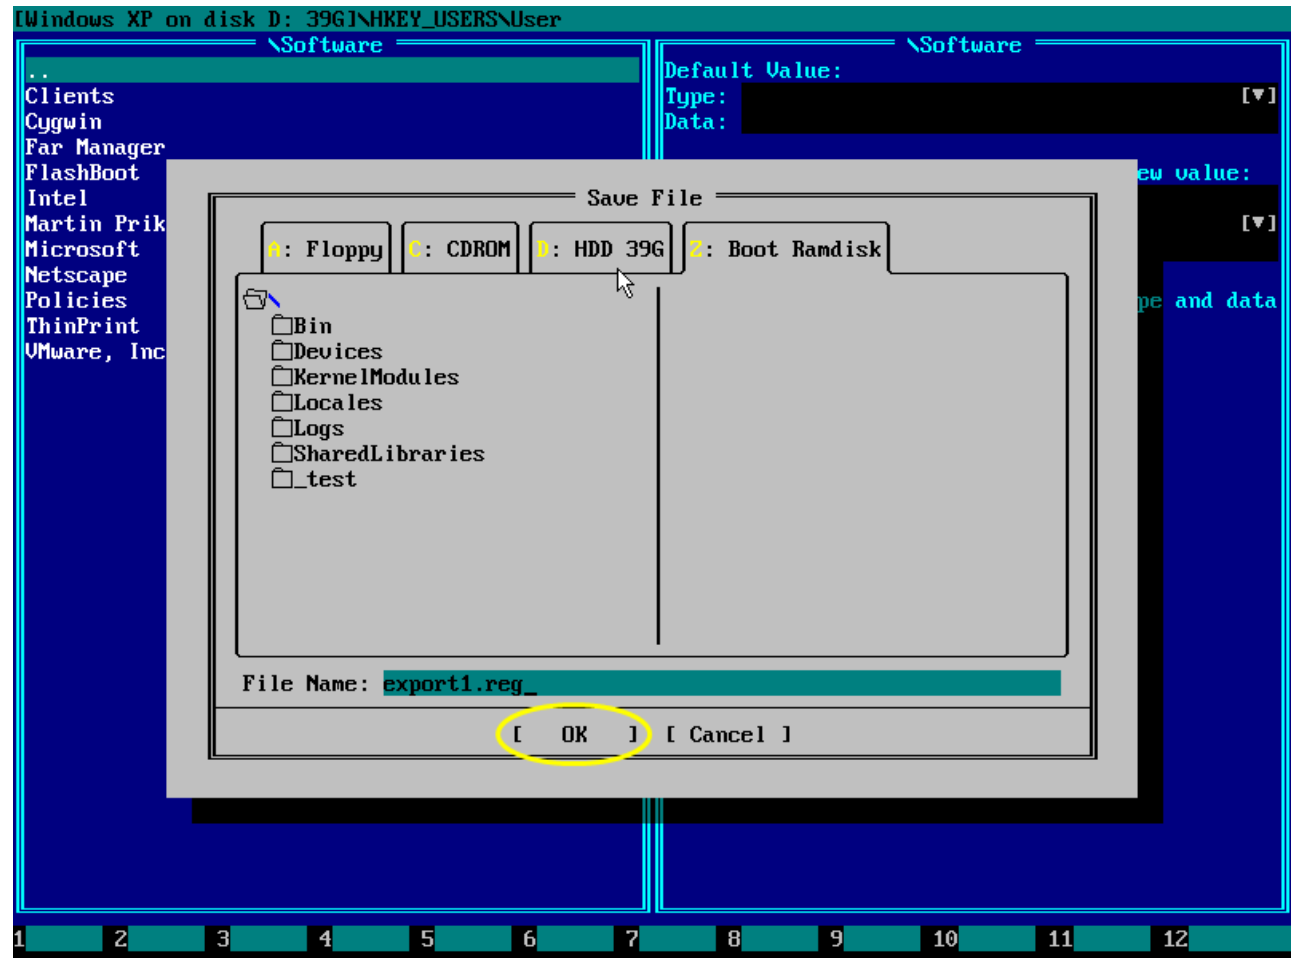 [Windows XP on disk D: 39G]\HKEY_USERS\User
\Software
\Software
..
Clients
Cygwin
Far Manager
FlashBoot
Intel
Martin Prik
Microsoft
Netscape
Policies
ThinPrint
VMware, Inc
Default Value:
Type: [▼]
Data:
ew value:
[▼]
pe and data
Save File
A: Floppy C: CDROM D: HDD 39G Z: Boot Ramdisk
\
Bin
Devices
KernelModules
Locales
Logs
SharedLibraries
_test
File Name: export1.reg_
[ OK ] [ Cancel ]
1 2 3 4 5 6 7 8 9 10 11 12